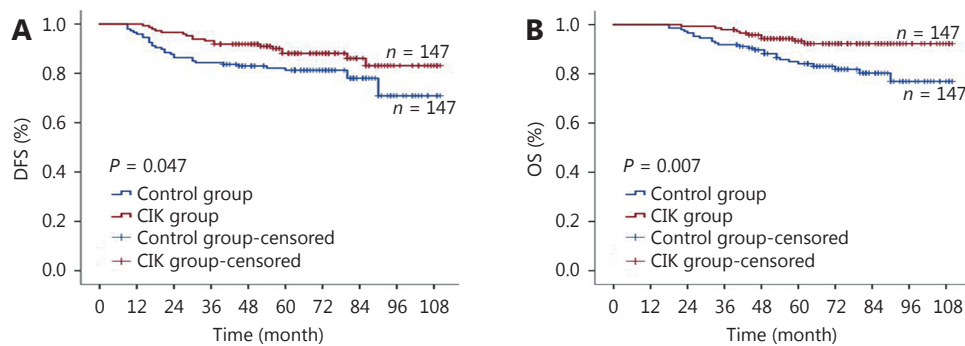 A
DFS (%)
1.0
0.8
0.6
0.4
0.2
0.0
n = 147
n = 147
P = 0.047
Control group
CIK group
Control group-censored
CIK group-censored
0 12 24 36 48 60 72 84 96 108
Time (month)
B
OS (%)
1.0
0.8
0.6
0.4
0.2
0.0
n = 147
n = 147
P = 0.007
Control group
CIK group
Control group-censored
CIK group-censored
0 12 24 36 48 60 72 84 96 108
Time (month)